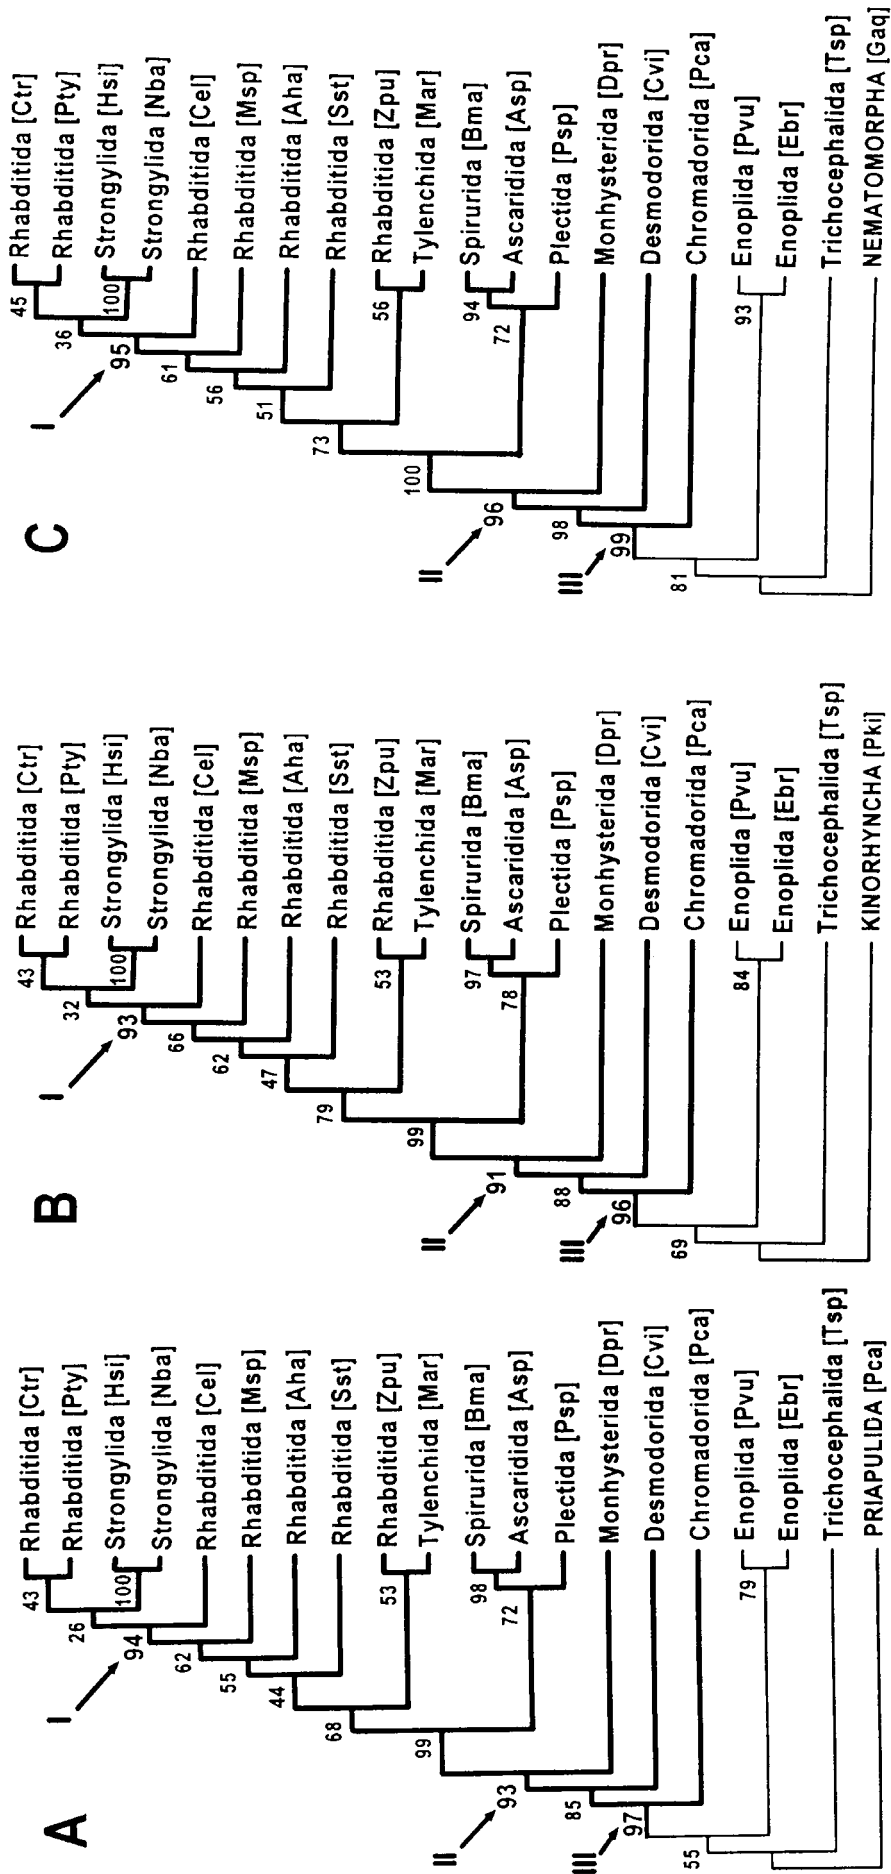 A
I
II
III
43
26
100
94
62
55
44
68
53
99
98
72
93
85
97
79
55
Rhabditida [Ctr]
Rhabditida [Pty]
Strongylida [Hsi]
Strongylida [Nba]
Rhabditida [Cel]
Rhabditida [Msp]
Rhabditida [Aha]
Rhabditida [Sst]
Rhabditida [Zpu]
Tylenchida [Mar]
Spirurida [Bma]
Ascaridida [Asp]
Plectida [Psp]
Monhysterida [Dpr]
Desmodorida [Cvi]
Chromadorida [Pca]
Enoplida [Pvu]
Enoplida [Ebr]
Trichocephalida [Tsp]
PRIAPULIDA [Pca]
B
I
II
III
43
32
100
93
66
62
47
79
53
99
97
78
91
88
96
84
69
Rhabditida [Ctr]
Rhabditida [Pty]
Strongylida [Hsi]
Strongylida [Nba]
Rhabditida [Cel]
Rhabditida [Msp]
Rhabditida [Aha]
Rhabditida [Sst]
Rhabditida [Zpu]
Tylenchida [Mar]
Spirurida [Bma]
Ascaridida [Asp]
Plectida [Psp]
Monhysterida [Dpr]
Desmodorida [Cvi]
Chromadorida [Pca]
Enoplida [Pvu]
Enoplida [Ebr]
Trichocephalida [Tsp]
KINORHYNCHA [Pki]
C
I
II
III
45
36
100
95
61
56
51
73
56
100
94
72
96
98
99
93
81
Rhabditida [Ctr]
Rhabditida [Pty]
Strongylida [Hsi]
Strongylida [Nba]
Rhabditida [Cel]
Rhabditida [Msp]
Rhabditida [Aha]
Rhabditida [Sst]
Rhabditida [Zpu]
Tylenchida [Mar]
Spirurida [Bma]
Ascaridida [Asp]
Plectida [Psp]
Monhysterida [Dpr]
Desmodorida [Cvi]
Chromadorida [Pca]
Enoplida [Pvu]
Enoplida [Ebr]
Trichocephalida [Tsp]
NEMATOMORPHA [Gaq]